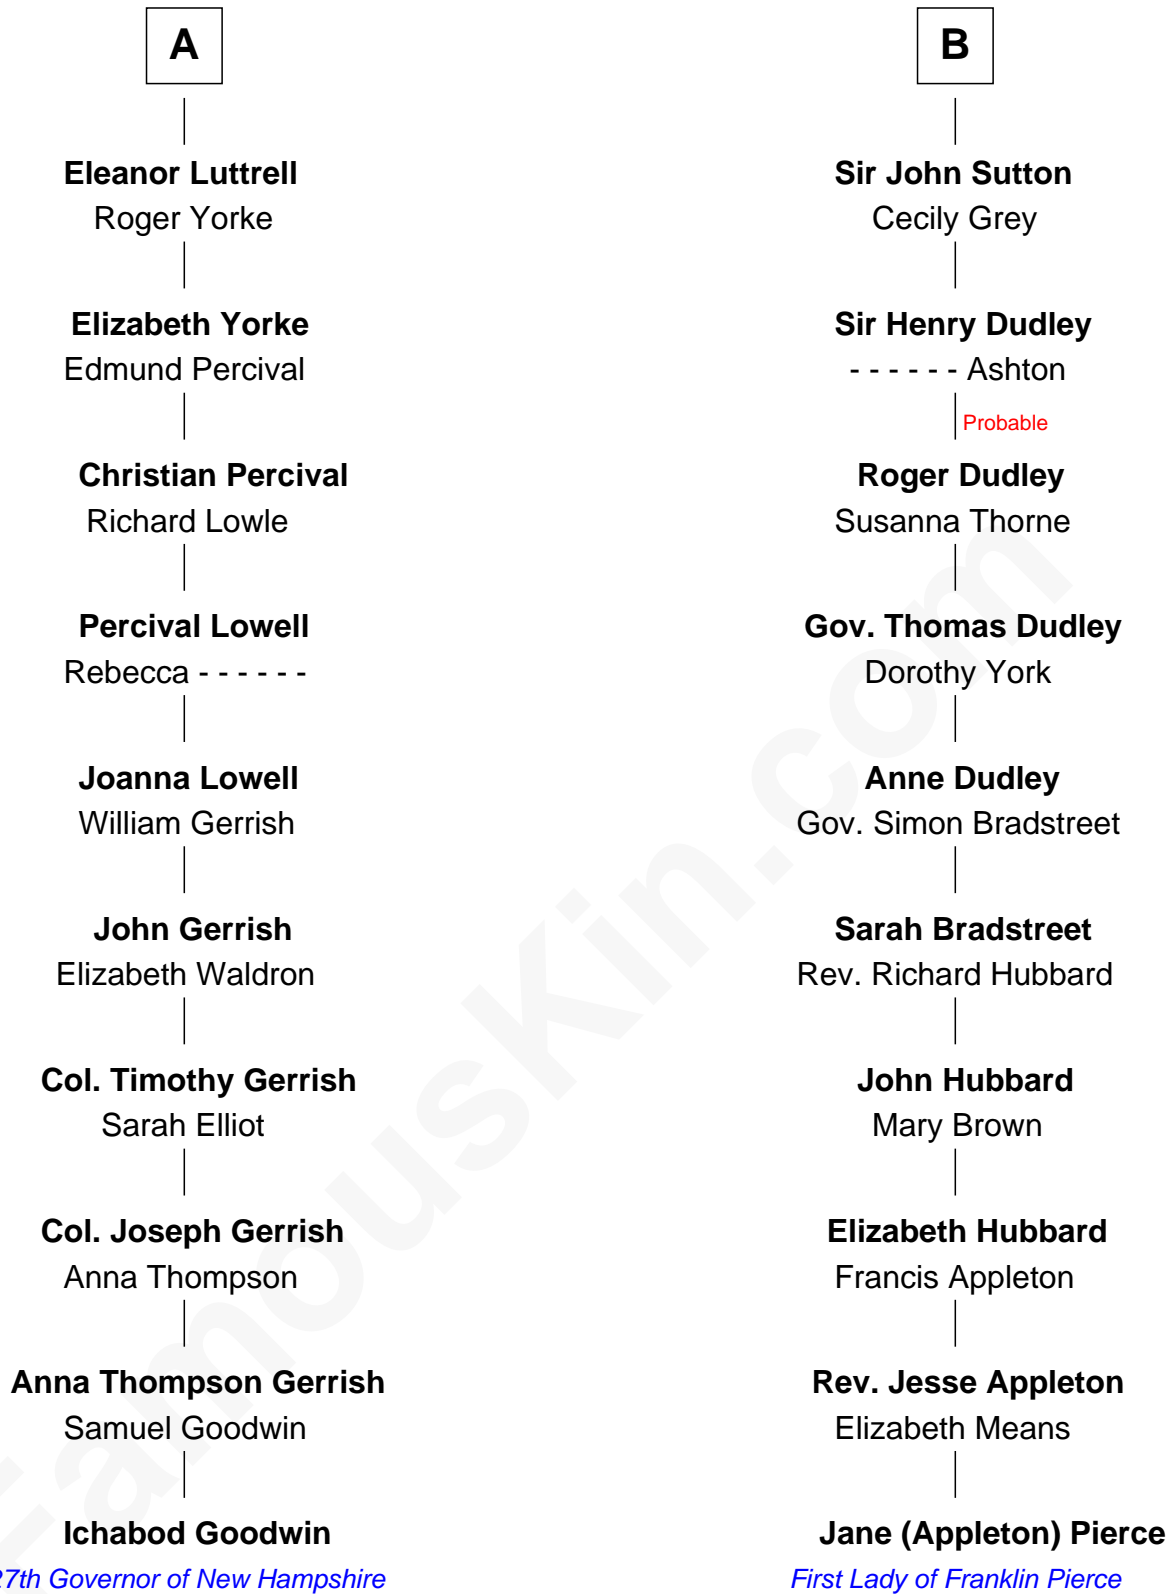 A
Eleanor Luttrell
Roger Yorke
Elizabeth Yorke
Edmund Percival
Christian Percival
Richard Lowle
Percival Lowell
Rebecca - - - - - -
Joanna Lowell
William Gerrish
John Gerrish
Elizabeth Waldron
Col. Timothy Gerrish
Sarah Elliot
Col. Joseph Gerrish
Anna Thompson
Anna Thompson Gerrish
Samuel Goodwin
Ichabod Goodwin
27th Governor of New Hampshire
B
Sir John Sutton
Cecily Grey
Sir Henry Dudley
- - - - - - Ashton
Probable
Roger Dudley
Susanna Thorne
Gov. Thomas Dudley
Dorothy York
Anne Dudley
Gov. Simon Bradstreet
Sarah Bradstreet
Rev. Richard Hubbard
John Hubbard
Mary Brown
Elizabeth Hubbard
Francis Appleton
Rev. Jesse Appleton
Elizabeth Means
Jane (Appleton) Pierce
First Lady of Franklin Pierce
FamousKin.com